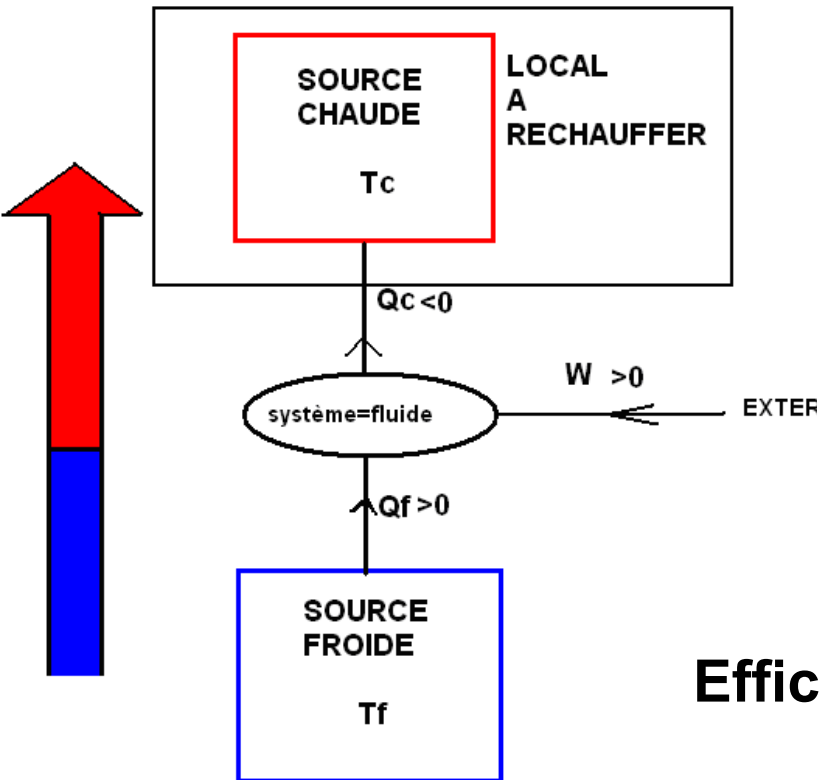 SOURCE
CHAUDE
Tc
LOCAL
A
RECHAUFFER
Qc <0
W >0
système=fluide
EXTER
Qf >0
SOURCE
FROIDE
Tf
Effic